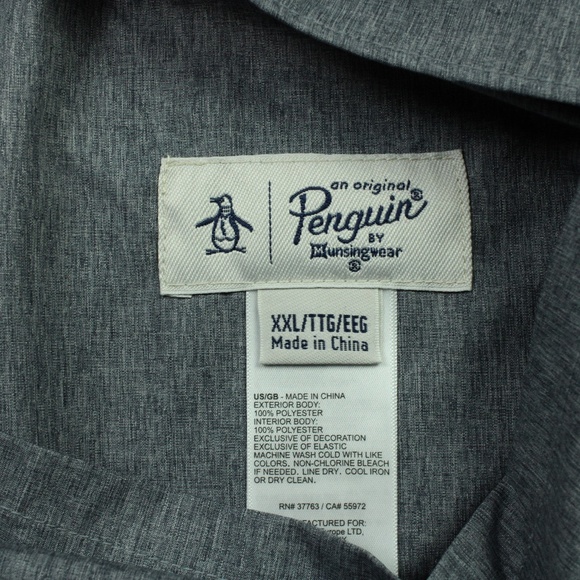 an original
Penguin®
BY
Munsingwear
®
XXL/TTG/EEG
Made in China
US/GB - MADE IN CHINA
EXTERIOR BODY:
100% POLYESTER
INTERIOR BODY:
100% POLYESTER
EXCLUSIVE OF DECORATION
EXCLUSIVE OF ELASTIC
MACHINE WASH COLD WITH LIKE
COLORS, NON-CHLORINE BLEACH
IF NEEDED. LINE DRY. COOL IRON
OR DRY CLEAN.
RN# 37763 / CA# 55972
FOR:
LTD,